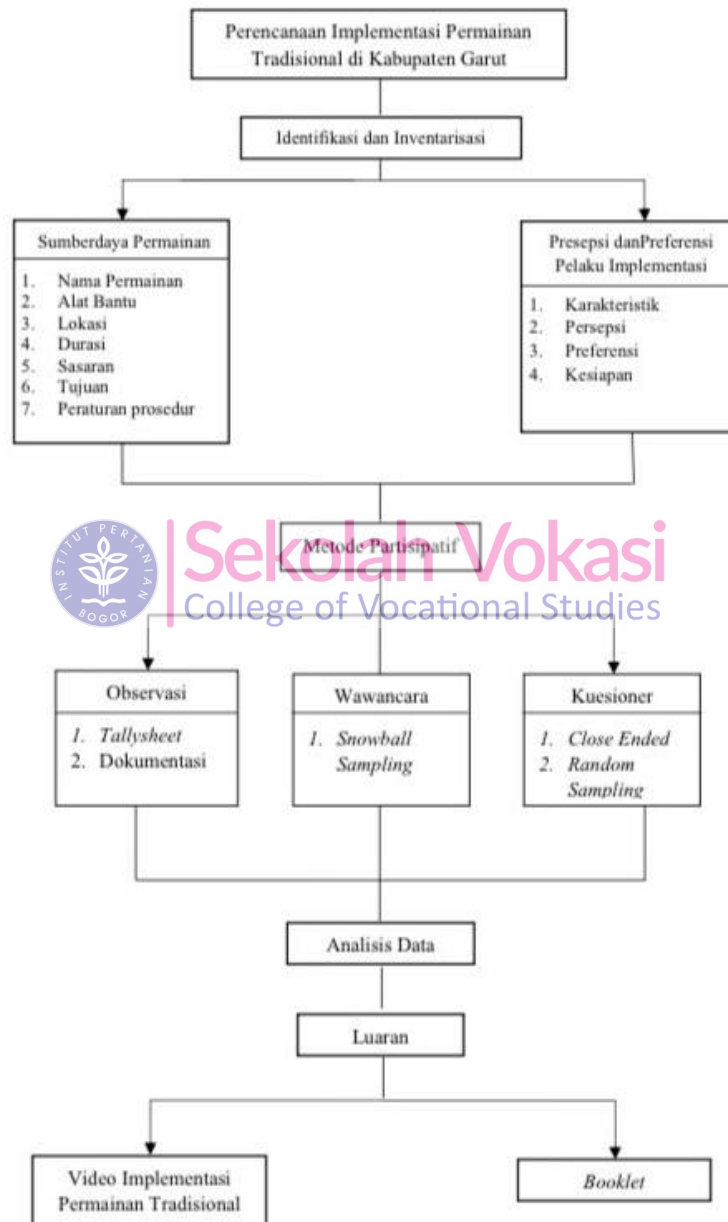 Perencanaan Implementasi Permainan
Tradisional di Kabupaten Garut
Identifikasi dan Inventarisasi
Sumberdaya Permainan
1. Nama Permainan
2. Alat Bantu
3. Lokasi
4. Durasi
5. Sasaran
6. Tujuan
7. Peraturan prosedur
Presepsi danPreferensi
Pelaku Implementasi
1. Karakteristik
2. Persepsi
3. Preferensi
4. Kesiapan
Metode Partisipatif
INSTITUT PERTANIAN
BOGOR
Sekolah Vokasi
College of Vocational Studies
Observasi
1. Tallysheet
2. Dokumentasi
Wawancara
1. Snowball
Sampling
Kuesioner
1. Close Ended
2. Random
Sampling
Analisis Data
Luaran
Video Implementasi
Permainan Tradisional
Booklet